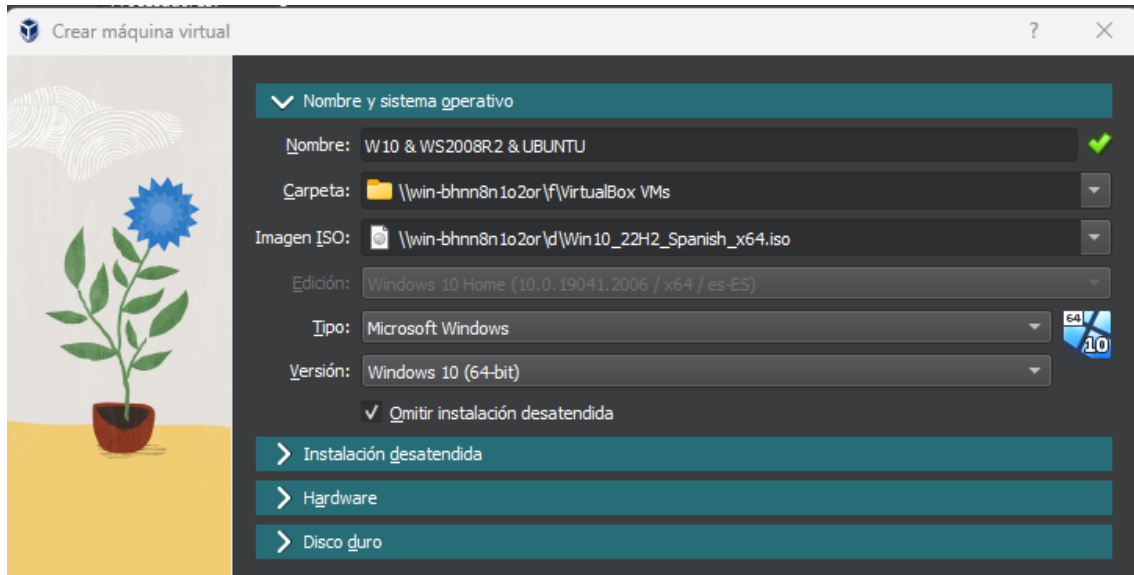 Crear máquina virtual
?
Nombre y sistema operativo
Nombre: W10 & WS2008R2 & UBUNTU
Carpeta: \\win-bhnn8n1o2or\f\VirtualBox VMs
Imagen ISO: \\win-bhnn8n1o2or\d\Win10_22H2_Spanish_x64.iso
Edición: Windows 10 Home (10.0.19041.2006 / x64 / es-ES)
Tipo: Microsoft Windows
64
10
Versión: Windows 10 (64-bit)
Omitir instalación desatendida
Instalación desatendida
Hardware
Disco duro